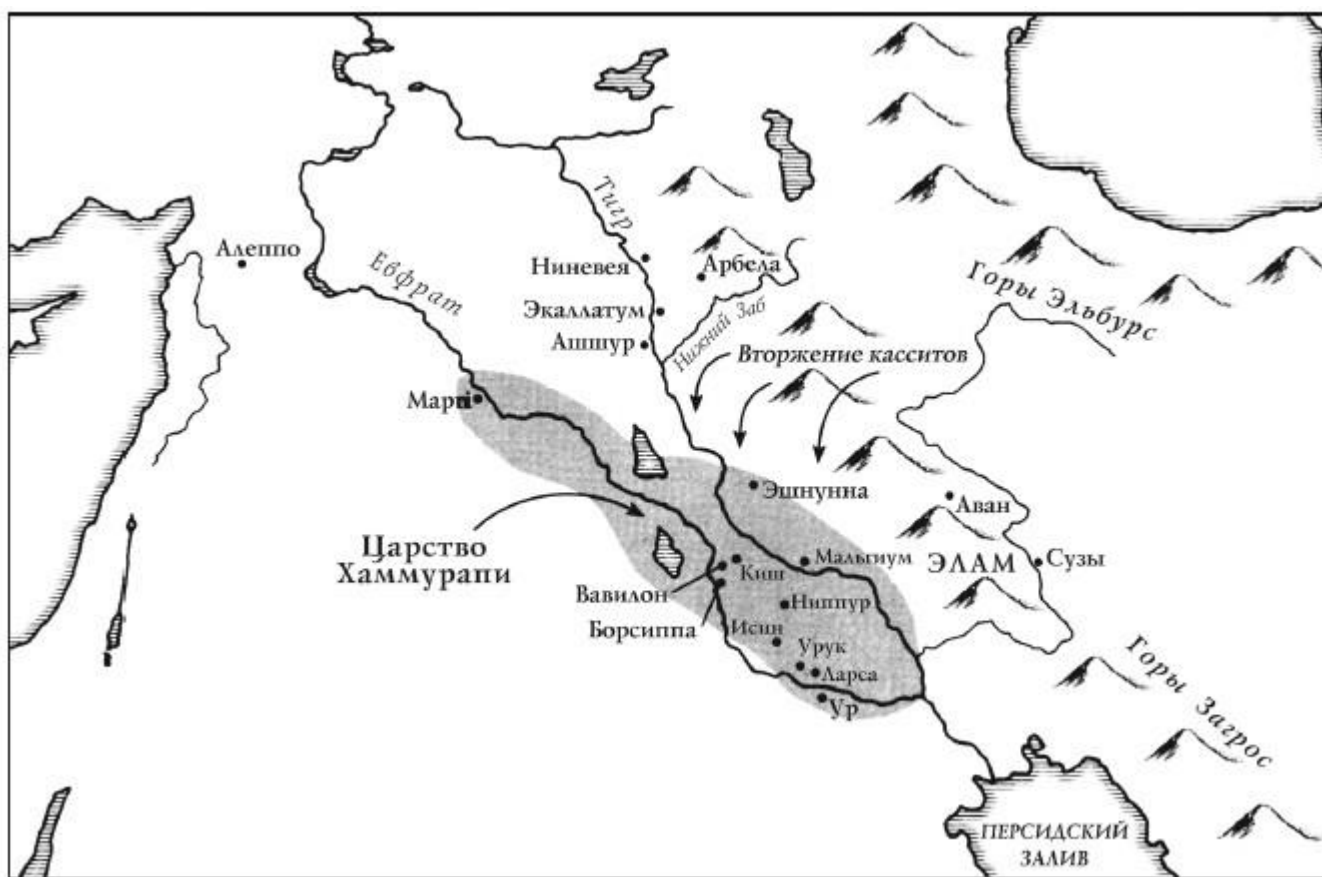 Алеппо
Тигр
Евфрат
Ниневея
Арбела
Экаллатум
Нижний Заб
Ашшур
Горы Эльбурс
Вторжение касситов
Мари
Эшнунна
Аван
Царство
Хаммурапи
Мальгиум
ЭЛАМ
Сузы
Киш
Вавилон
Ниппур
Борсиппа
Исин
Урук
Ларса
Ур
Горы Загрос
ПЕРСИДСКИЙ
ЗАЛИВ